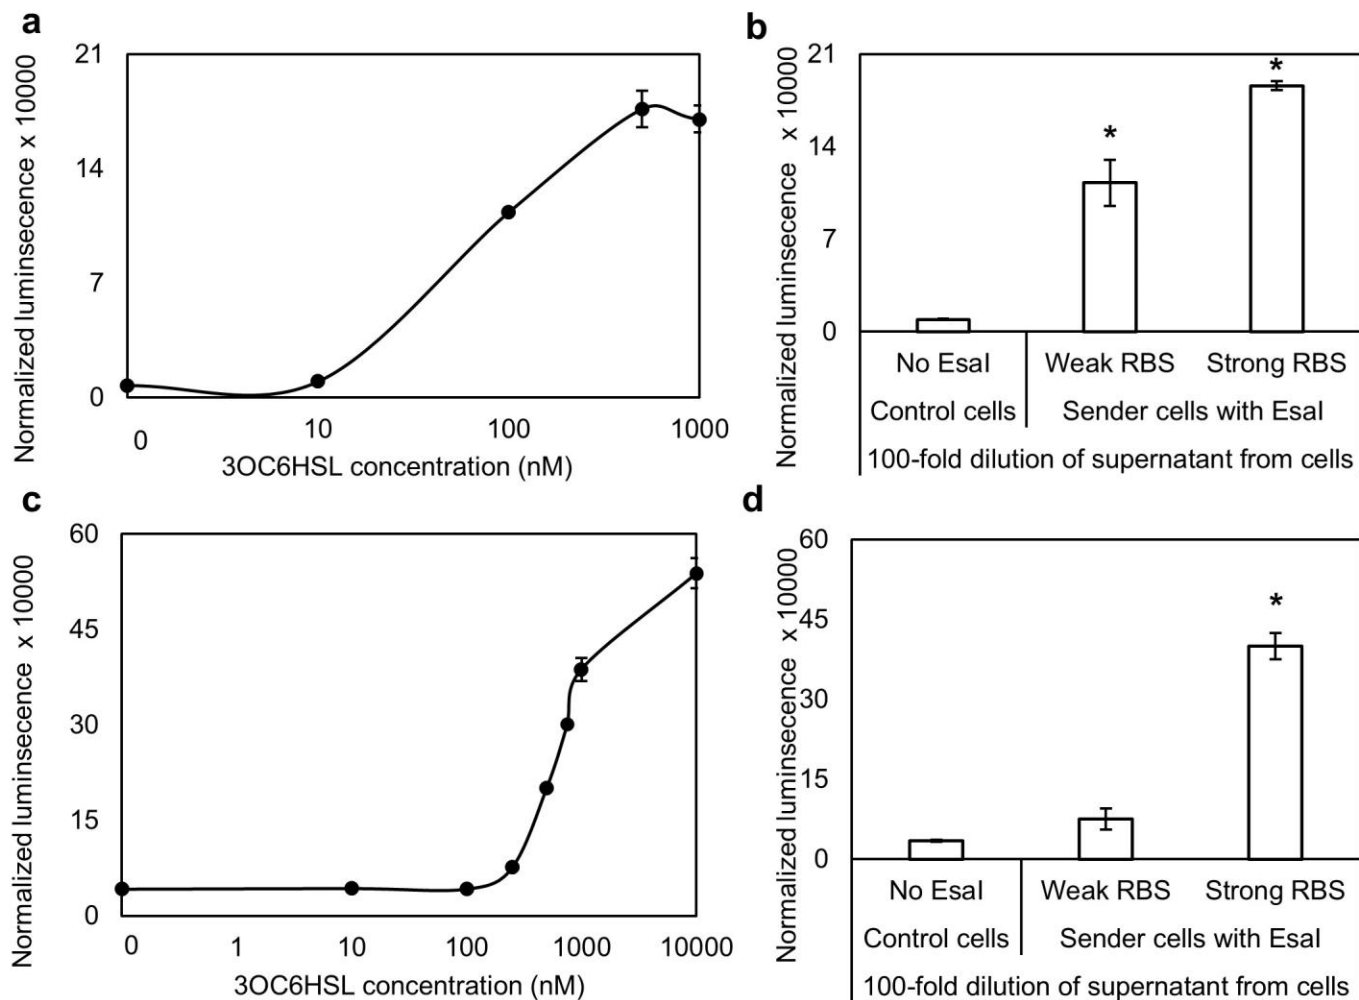 a
Normalized luminsecence x 10000
21
14
7
0
0 10 100 1000
3OC6HSL concentration (nM)
b
Normalized luminsecence x 10000
21
14
7
0
*
*
No EsaI Weak RBS Strong RBS
Control cells Sender cells with EsaI
100-fold dilution of supernatant from cells
c
Normalized luminsecence x 10000
60
45
30
15
0
0 1 10 100 1000 10000
3OC6HSL concentration (nM)
d
Normalized luminsecence x 10000
60
45
30
15
0
*
No EsaI Weak RBS Strong RBS
Control cells Sender cells with EsaI
100-fold dilution of supernatant from cells